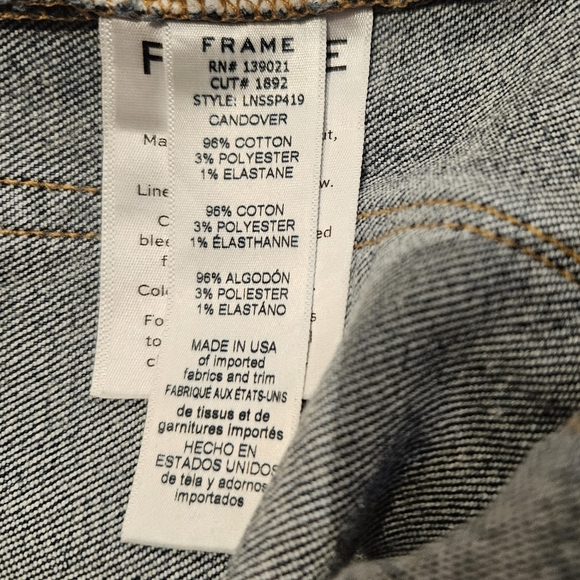 FRAME
RN# 139021
CUT# 1892
STYLE: LNSSP419
CANDOVER
96% COTTON
3% POLYESTER
1% ELASTANE
96% COTON
3% POLYESTER
1% ÉLASTHANNE
96% ALGODÓN
3% POLIESTER
1% ELASTÁNO
MADE IN USA
of imported
fabrics and trim
FABRIQUÉ AUX ÉTATS-UNIS
de tissus et de
garnitures importés
HECHO EN
ESTADOS UNIDOS
de tela y adornos
importados